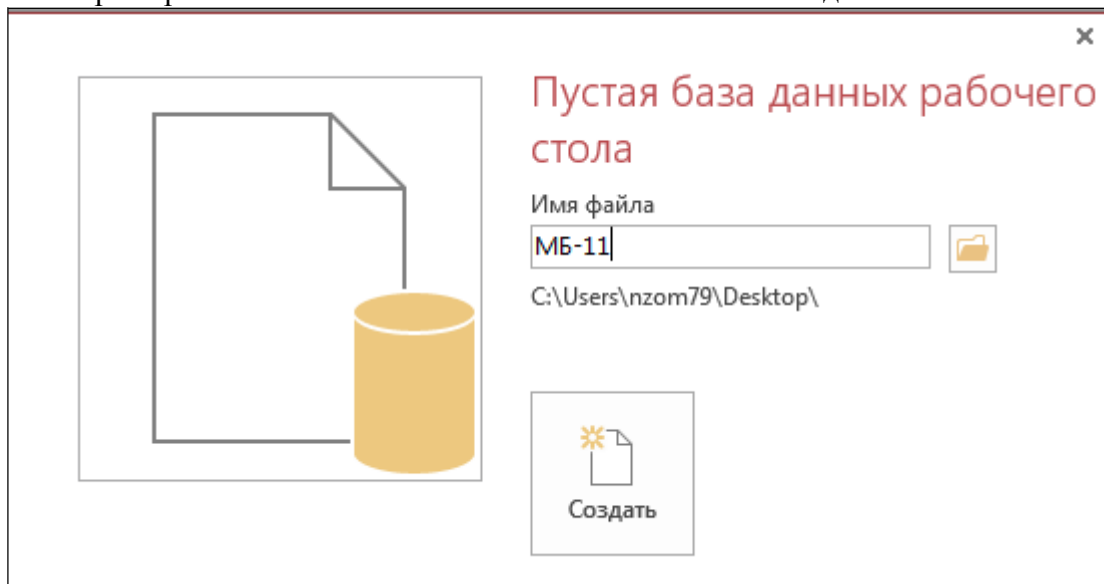 Пустая база данных рабочего
стола
Имя файла
МБ-11
C:\Users\nzom79\Desktop\
Создать